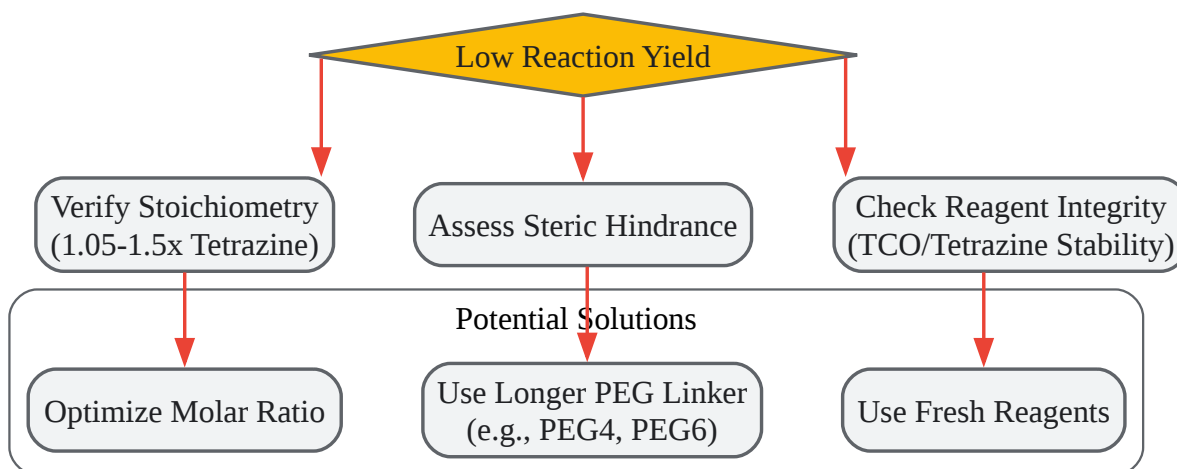 Low Reaction Yield
Verify Stoichiometry
(1.05-1.5x Tetrazine)
Assess Steric Hindrance
Check Reagent Integrity
(TCO/Tetrazine Stability)
Potential Solutions
Optimize Molar Ratio
Use Longer PEG Linker
(e.g., PEG4, PEG6)
Use Fresh Reagents